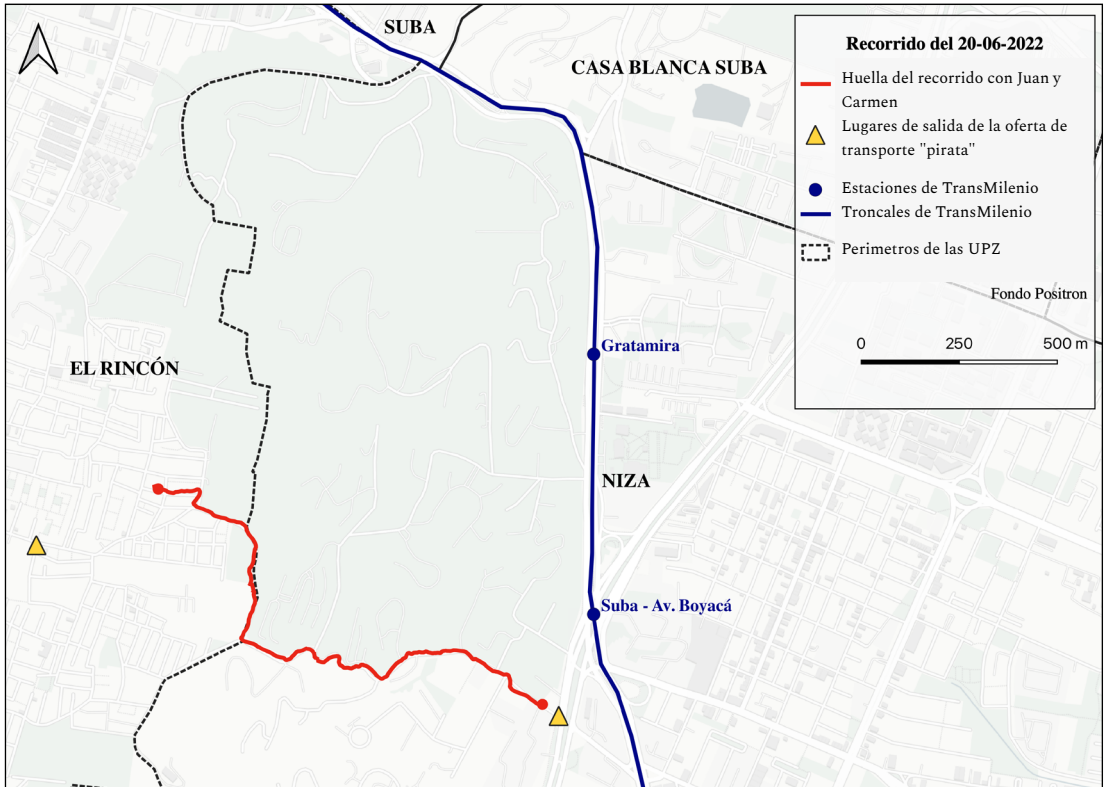 SUBA
CASA BLANCA SUBA
Recorrido del 20-06-2022
Huella del recorrido con Juan y
Carmen
Lugares de salida de la oferta de
transporte "pirata"
Estaciones de TransMilenio
Troncales de TransMilenio
Perimetros de las UPZ
Fondo Positron
0 250 500 m
Gratamira
EL RINCÓN
NIZA
Suba - Av. Boyacá